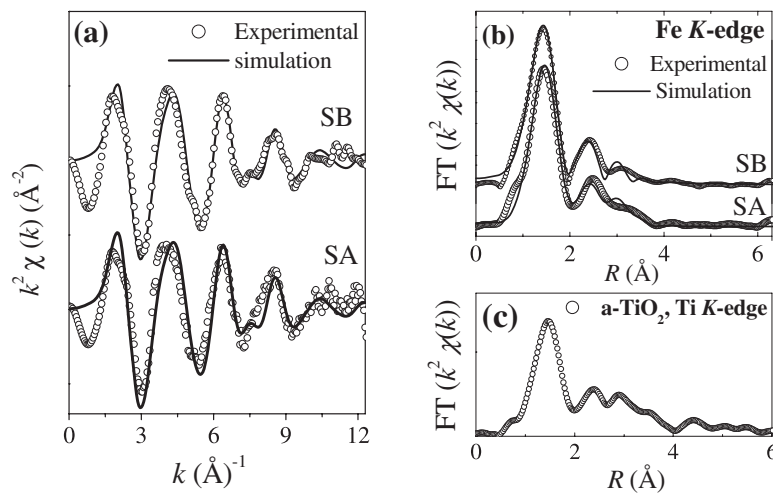 (a)
Experimental
simulation
SB
SA
k² χ (k) (Å⁻²)
0 3 6 9 12
k (Å)⁻¹
(b)
Fe K-edge
Experimental
Simulation
SB
SA
FT (k² χ(k))
0 2 4 6
R (Å)
(c)
a-TiO₂, Ti K-edge
FT (k² χ(k))
0 2 4 6
R (Å)